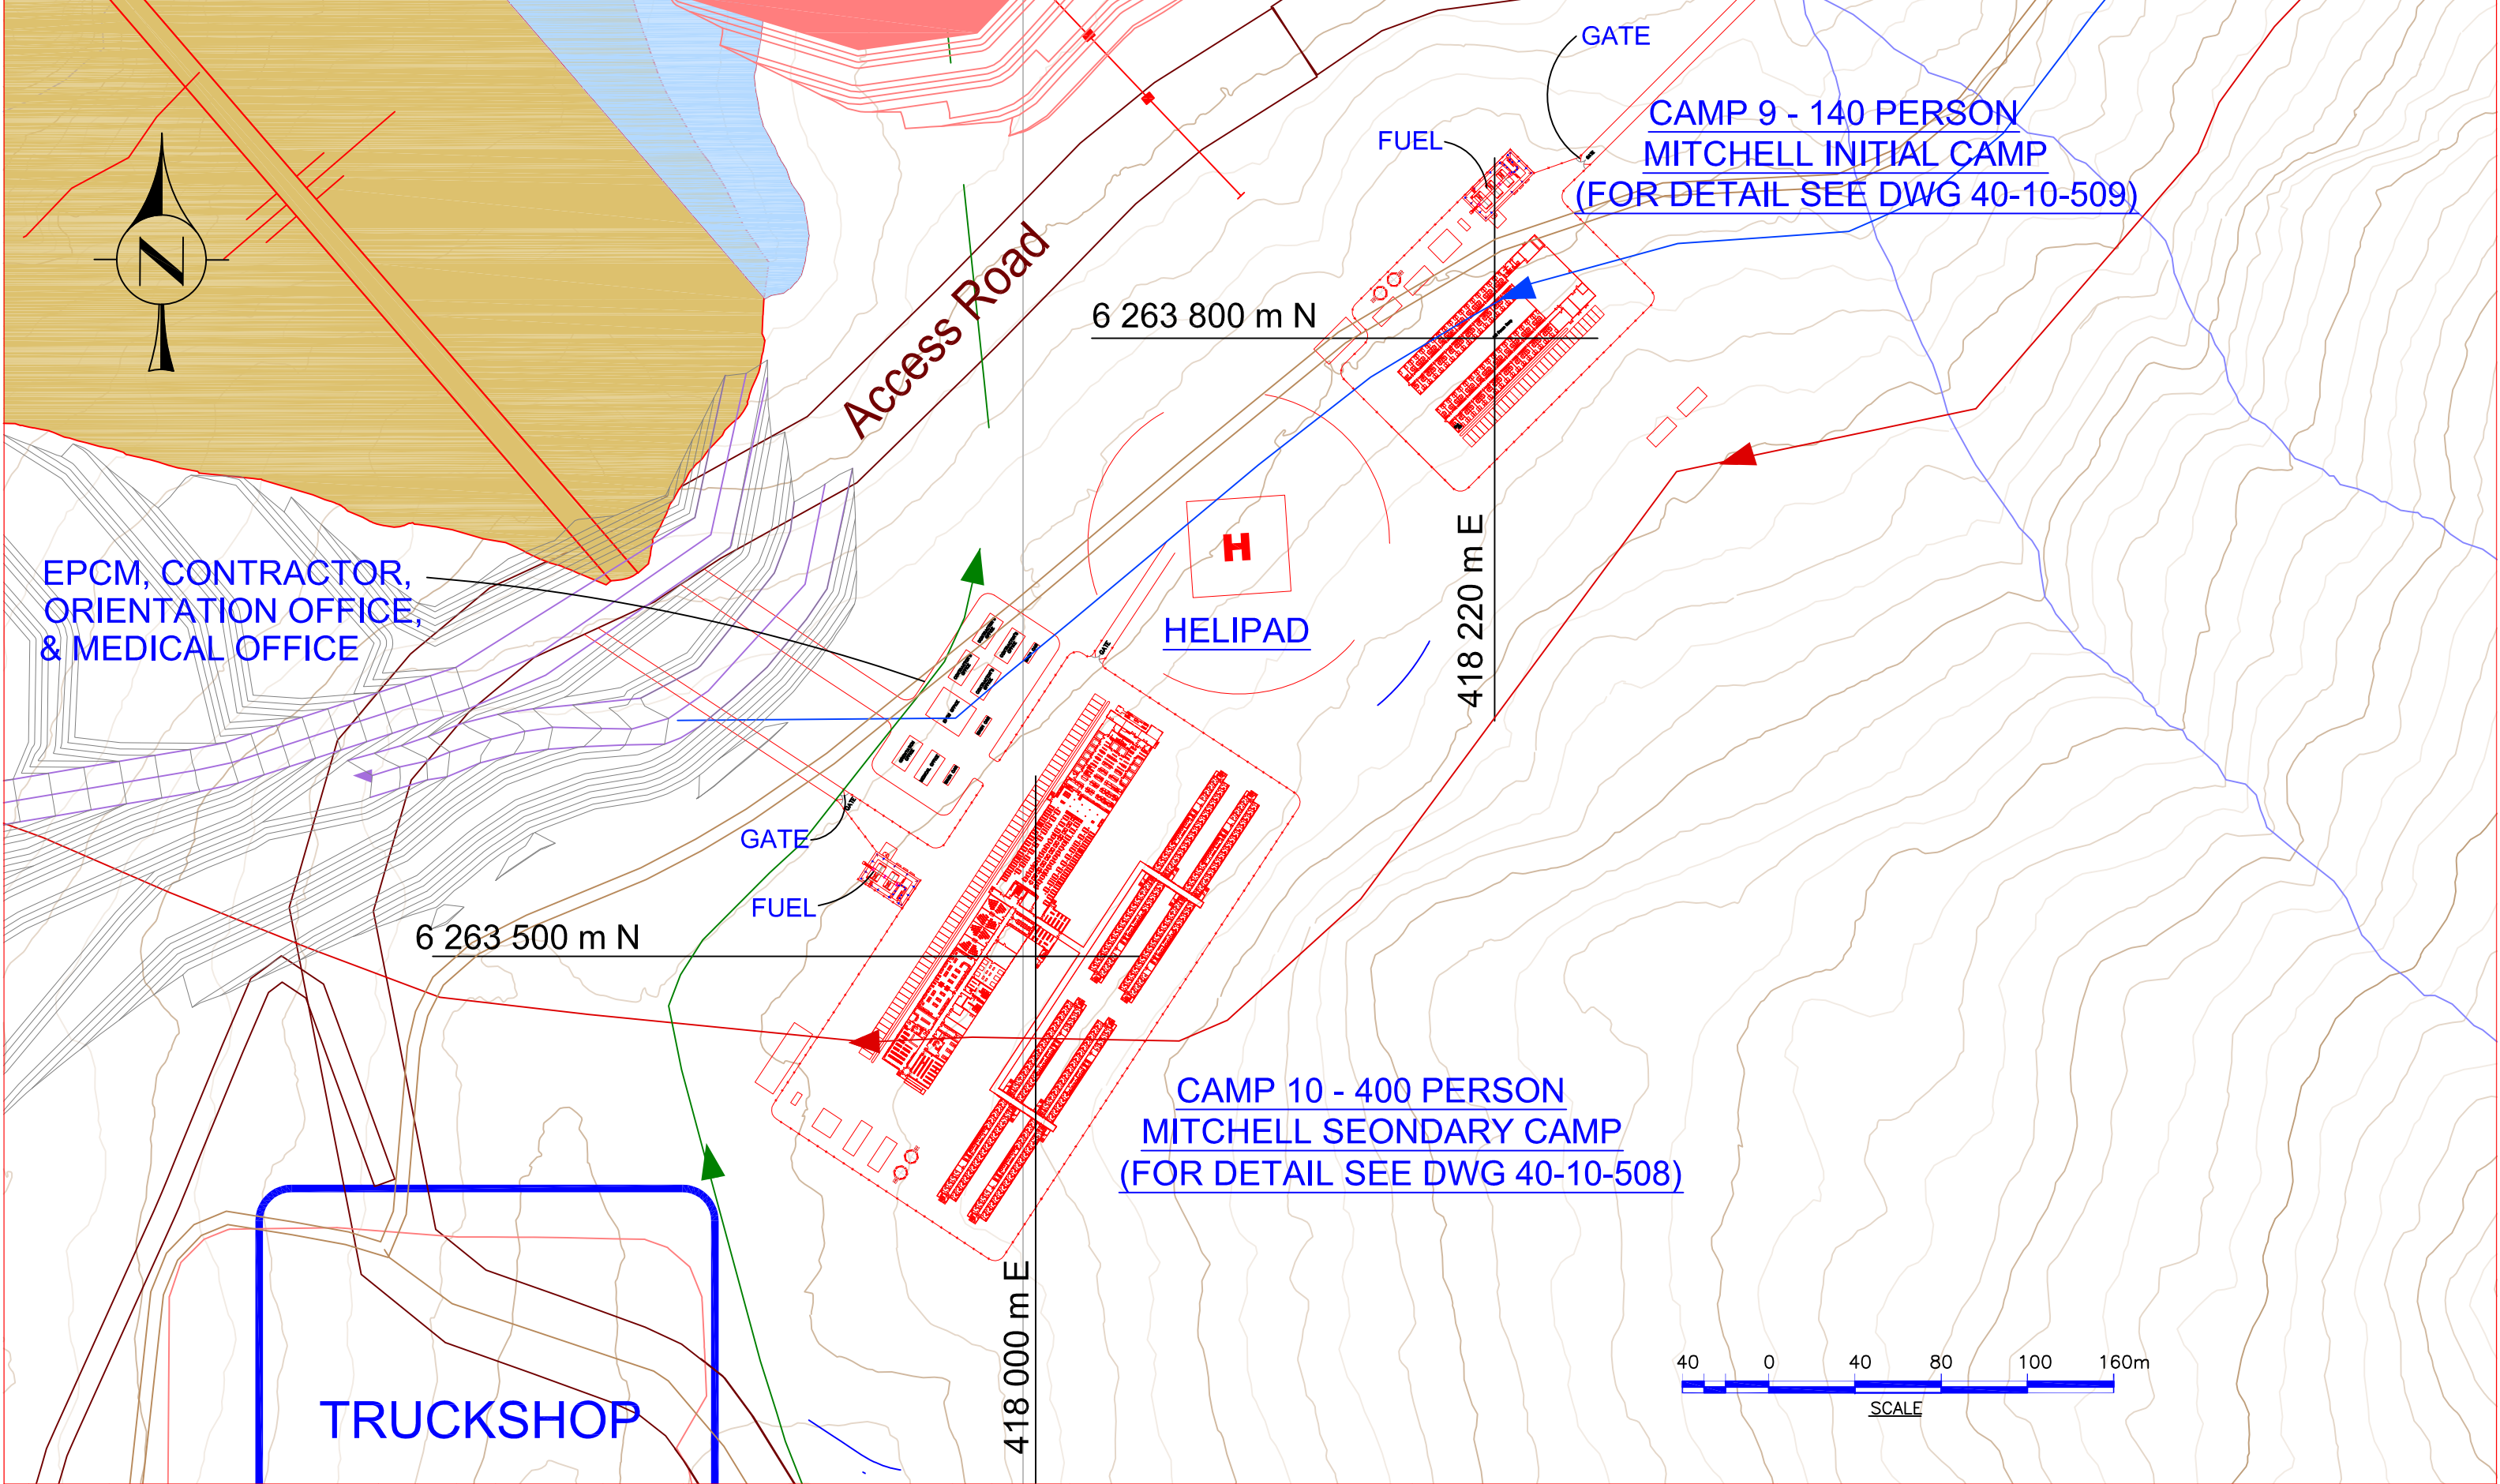 GATE
CAMP 9 - 140 PERSON
MITCHELL INITIAL CAMP
(FOR DETAIL SEE DWG 40-10-509)
FUEL
N
Access Road
6 263 800 m N
418 220 m E
H
HELIPAD
EPCM, CONTRACTOR,
ORIENTATION OFFICE,
& MEDICAL OFFICE
GATE
GATE
GATE
FUEL
6 263 500 m N
CAMP 10 - 400 PERSON
MITCHELL SEONDARY CAMP
(FOR DETAIL SEE DWG 40-10-508)
418 000 m E
TRUCKSHOP
40 0 40 80 100 160m
SCALE